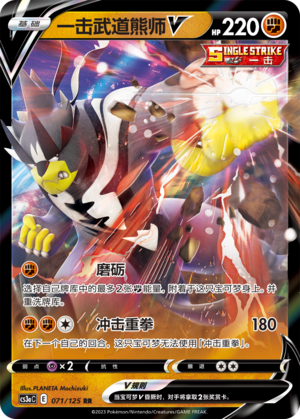 基础
一击武道熊师V
HP 220
SINGLE STRIKE
一击
磨砺
选择自己牌库中的最多2张能量,附着于这只宝可梦身上。并
重洗牌库。
冲击重拳 180
在下一个自己的回合,这只宝可梦无法使用「冲击重拳」。
弱点 ×2 抵抗力 撤退
Illus. PLANETA Mochizuki
V规则
当宝可梦V昏厥时,对手将拿取2张奖赏卡。
CS3aC E 071/125 RR
©2023 Pokémon/Nintendo/Creatures/GAME FREAK